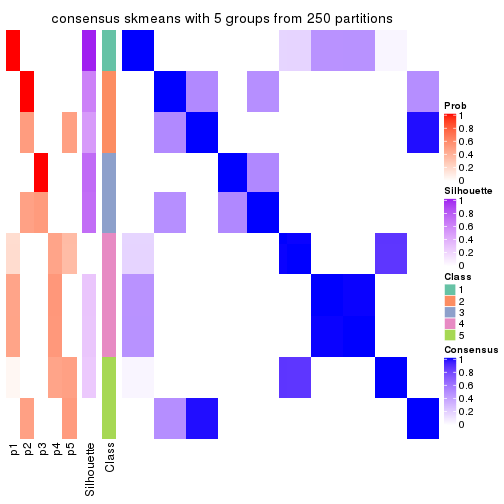 consensus skmeans with 5 groups from 250 partitions
Prob
1
0.8
0.6
0.4
0.2
0
Silhouette
1
0.8
0.6
0.4
0.2
0
Class
1
2
3
4
5
Consensus
1
0.8
0.6
0.4
0.2
0
p1
p2
p3
p4
p5
Silhouette
Class